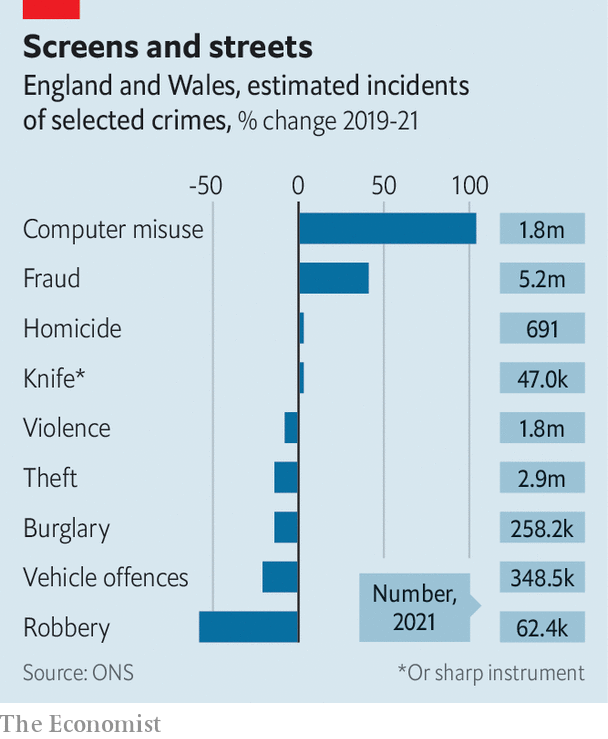 Screens and streets
England and Wales, estimated incidents
of selected crimes, % change 2019-21
-50 0 50 100
Computer misuse 1.8m
Fraud 5.2m
Homicide 691
Knife* 47.0k
Violence 1.8m
Theft 2.9m
Burglary 258.2k
Vehicle offences 348.5k
Robbery 62.4k
Number,
2021
Source: ONS *Or sharp instrument
The Economist